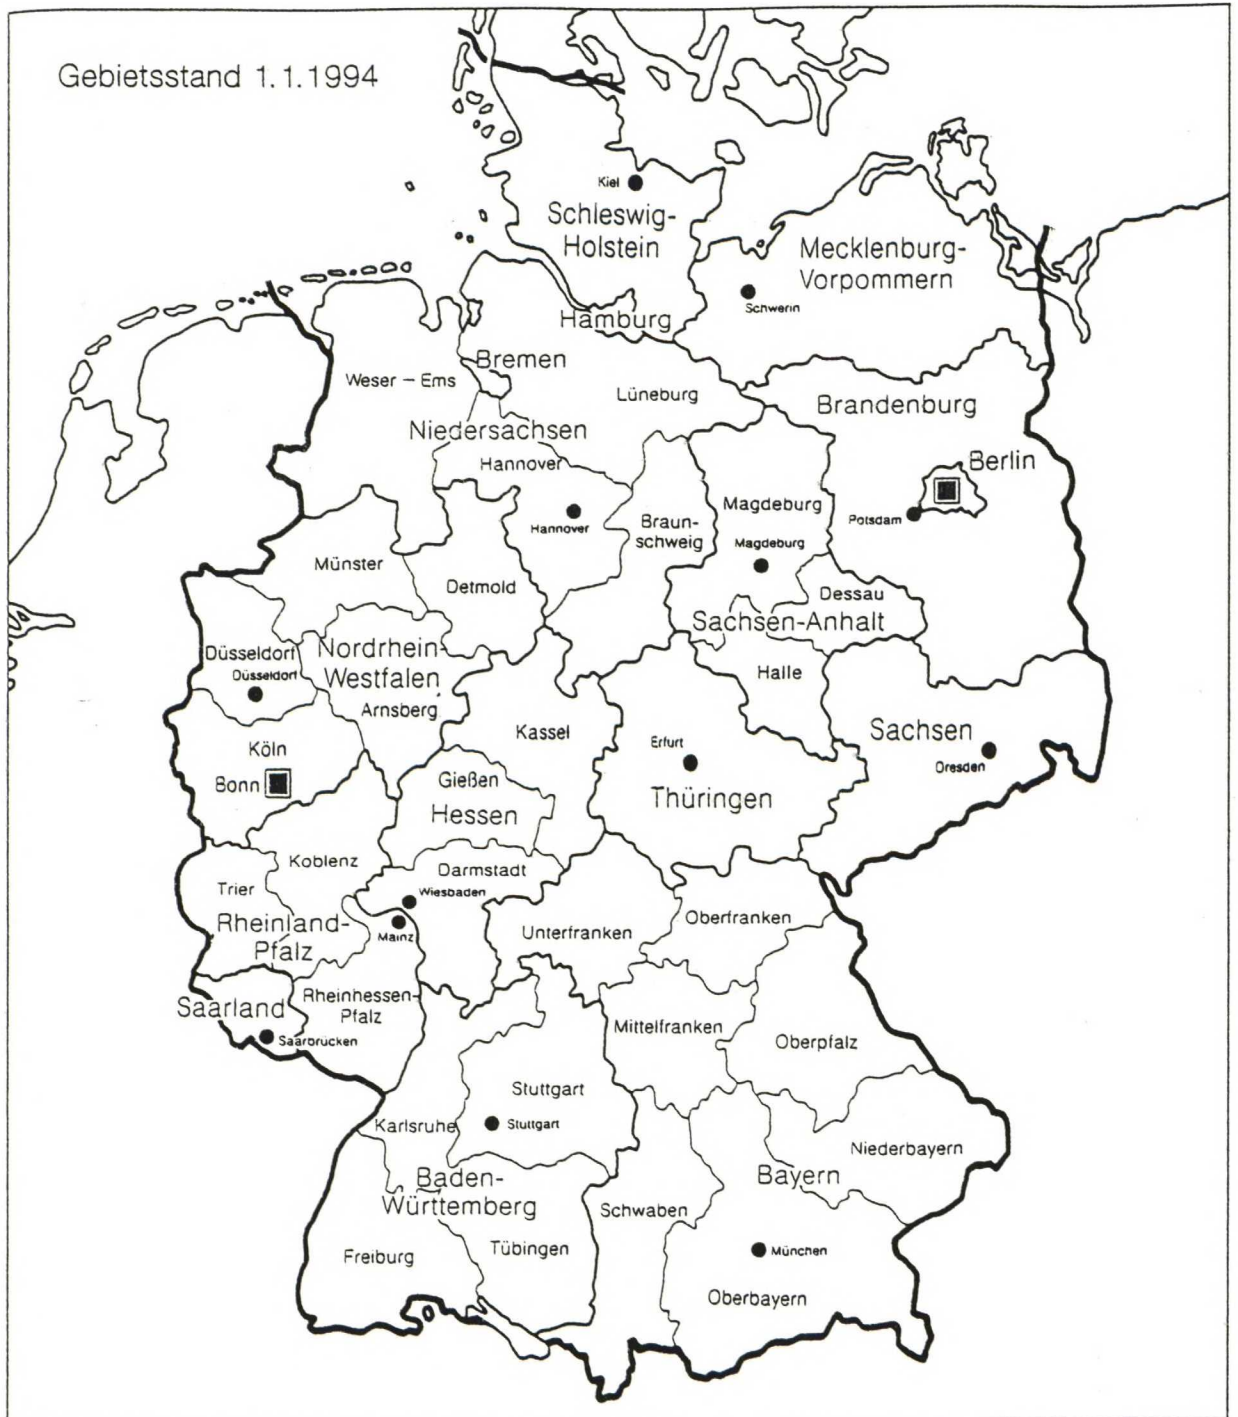 Gebietsstand 1.1.1994
Kiel
Schleswig-
Holstein
Mecklenburg-
Vorpommern
Schwerin
Hamburg
Bremen
Weser – Ems
Lüneburg
Brandenburg
Niedersachsen
Hannover
Berlin
Magdeburg
Potsdam
Hannover
Braun-
schweig
Magdeburg
Münster
Detmold
Dessau
Sachsen-Anhalt
Nordrhein-
Westfalen
Düsseldorf
Düsseldorf
Halle
Arnsberg
Kassel
Sachsen
Erfurt
Dresden
Köln
Bonn
Gießen
Hessen
Thüringen
Koblenz
Darmstadt
Trier
Wiesbaden
Rheinland-
Pfalz
Mainz
Unterfranken
Oberfranken
Saarland
Rheinhessen-
Pfalz
Saarbrücken
Mittelfranken
Oberpfalz
Stuttgart
Karlsruhe
Stuttgart
Niederbayern
Baden-
Württemberg
Bayern
Schwaben
Freiburg
Tübingen
München
Oberbayern